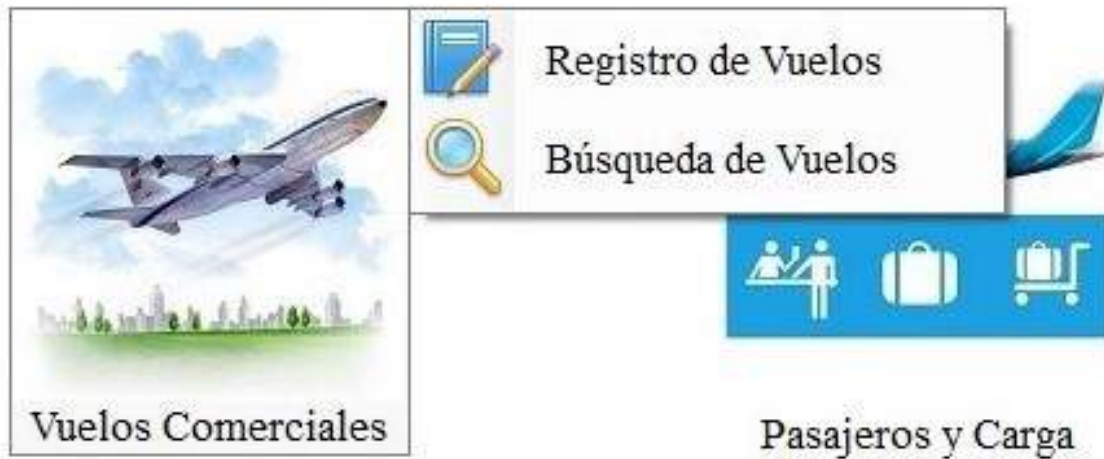 Registro de Vuelos
Búsqueda de Vuelos
Vuelos Comerciales
Pasajeros y Carga